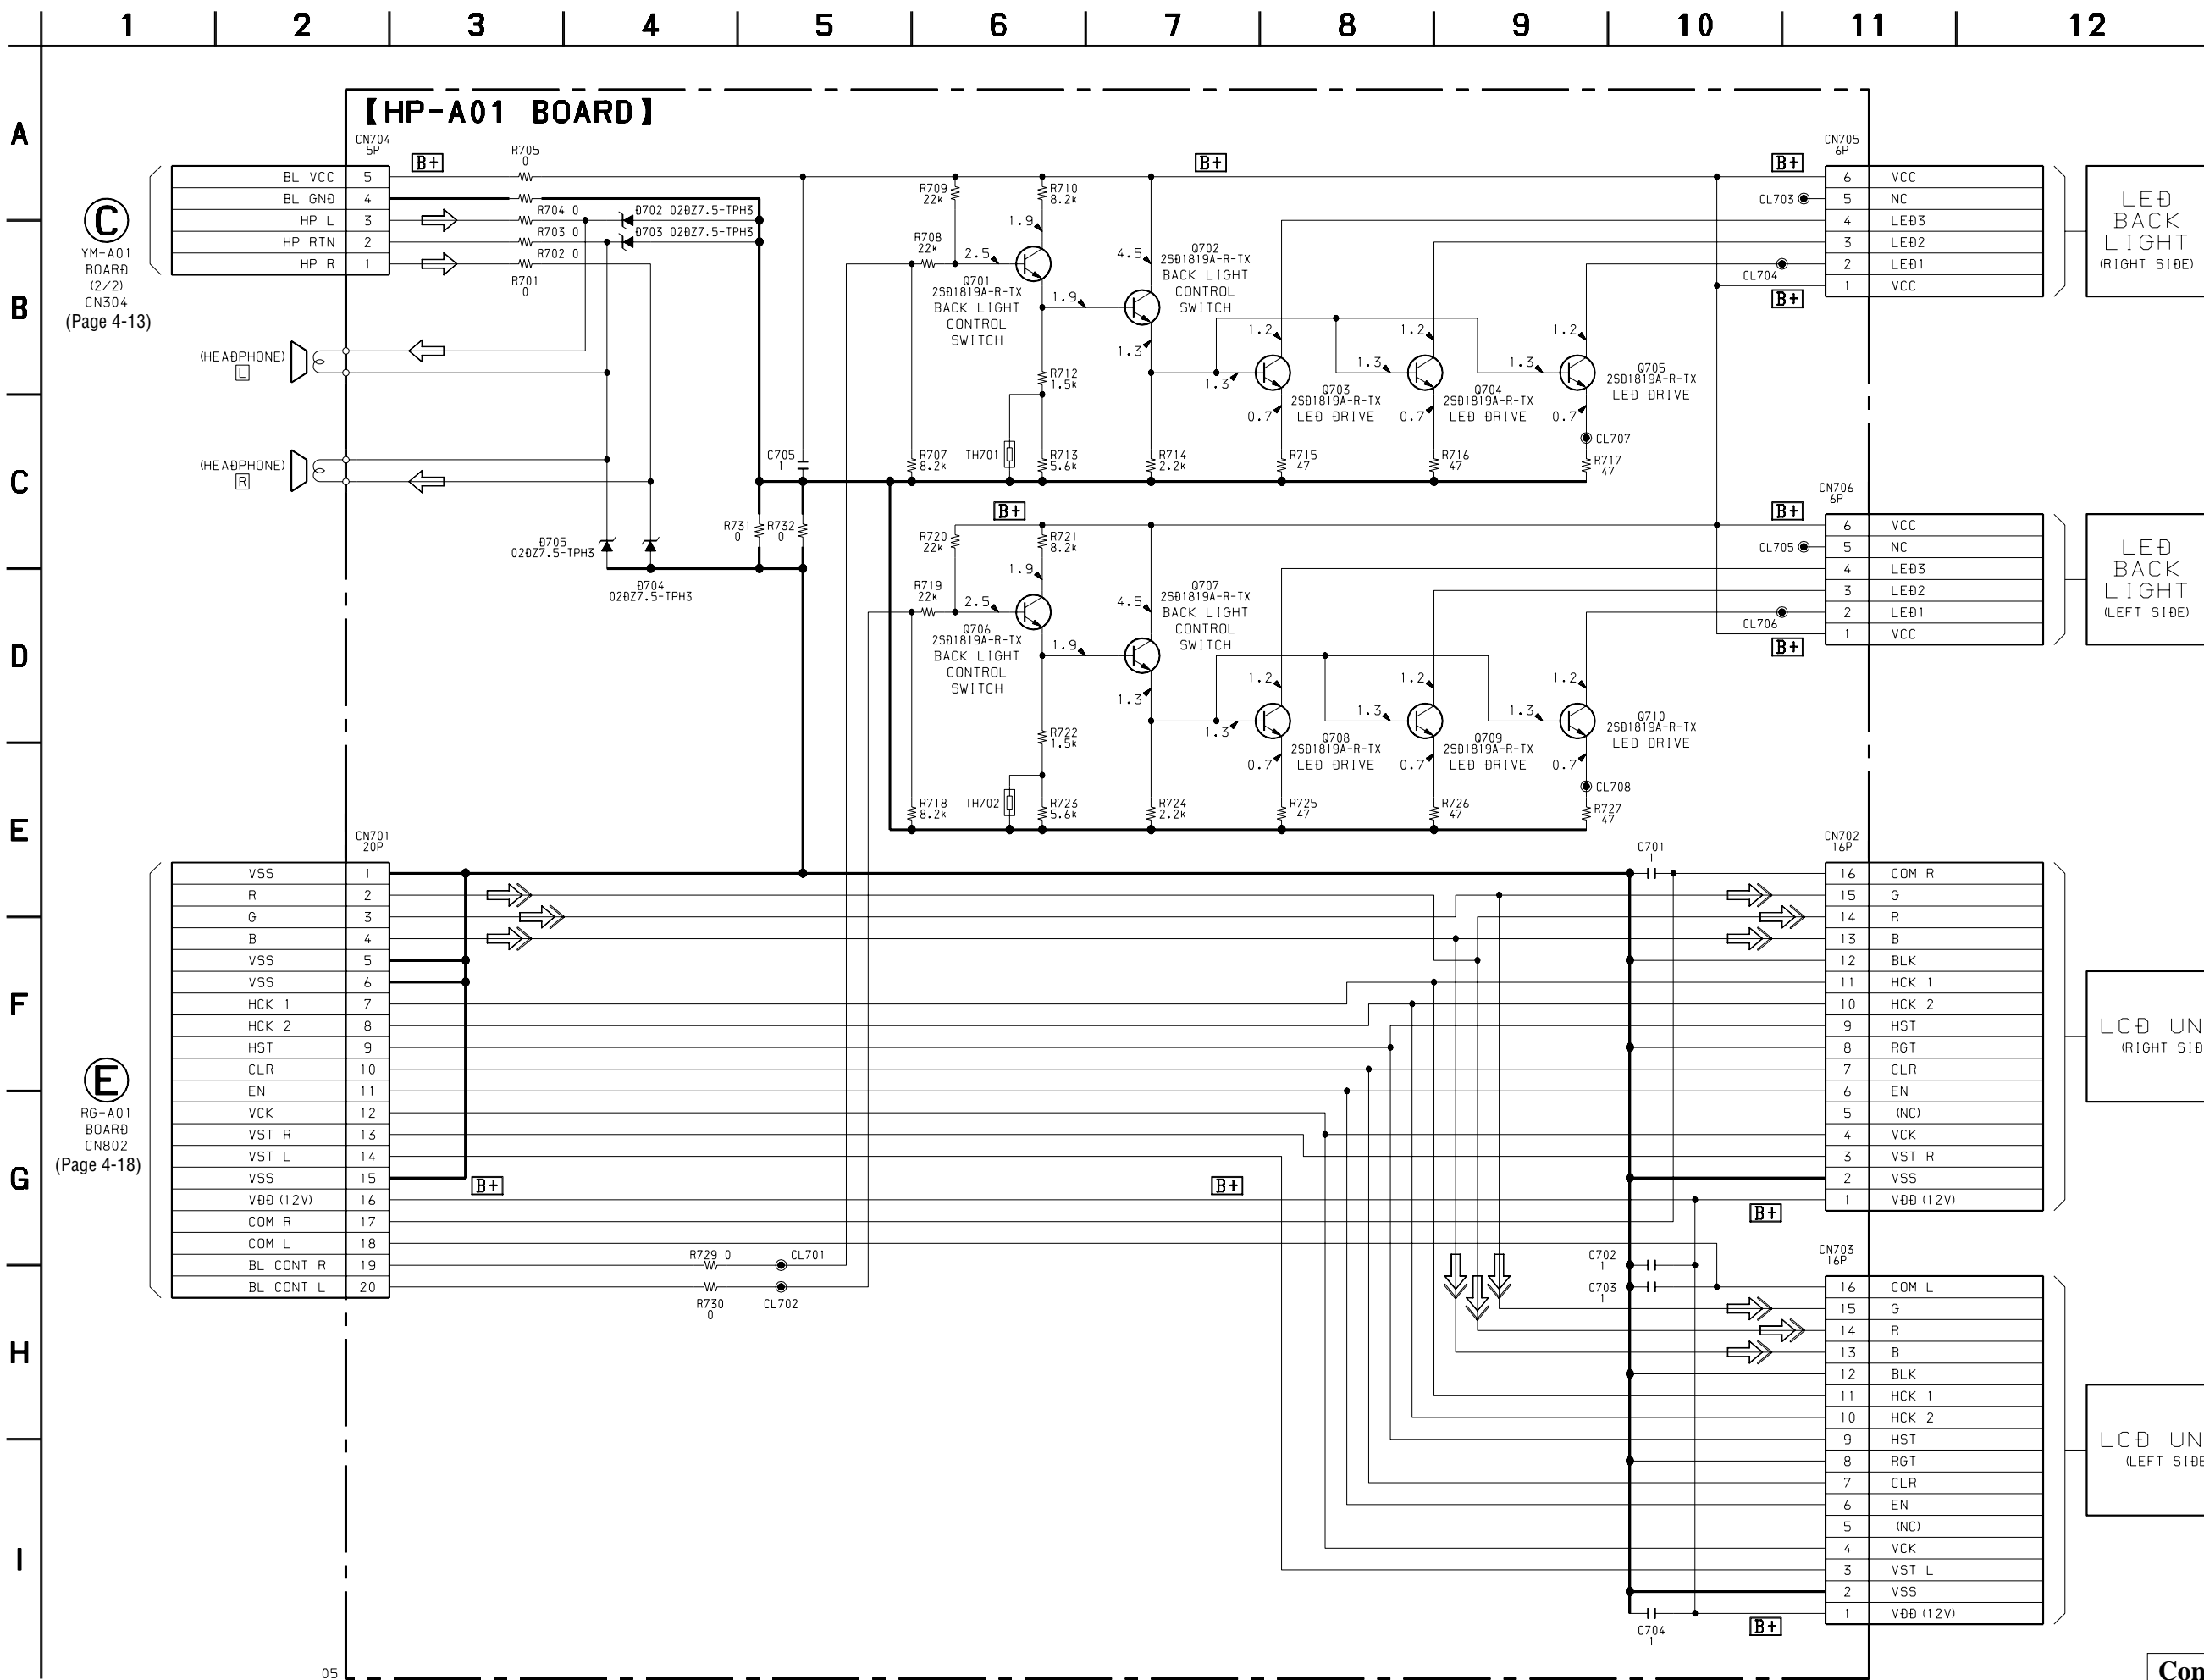 1 2 3 4 5 6 7 8 9 10 11 12
A
B
C
D
E
F
G
H
I
【HP-A01 BOARD】
C
YM-A01
BOARD
(2/2)
CN304
(Page 4-13)
CN704
5P
BL VCC 5
BL GND 4
HP L 3
HP RTN 2
HP R 1
B+
R705
0
R704 0
R703 0
R702 0
R701
0
D702 02DZ7.5-TPH3
D703 02DZ7.5-TPH3
(HEADPHONE)
L
(HEADPHONE)
R
D705
02DZ7.5-TPH3
D704
02DZ7.5-TPH3
C705
1
R731
0
R732
0
B+
R709
22k
R710
8.2k
1.9
R708
22k
2.5
Q701
2SD1819A-R-TX
BACK LIGHT
CONTROL
SWITCH
1.9
4.5
Q702
2SD1819A-R-TX
BACK LIGHT
CONTROL
SWITCH
1.3
R712
1.5k
R707
8.2k
TH701
R713
5.6k
R714
2.2k
1.2
1.3
Q703
2SD1819A-R-TX
LED DRIVE
0.7
R715
47
1.2
1.3
Q704
2SD1819A-R-TX
LED DRIVE
0.7
R716
47
1.2
1.3
Q705
2SD1819A-R-TX
LED DRIVE
0.7
CL707
R717
47
B+
CL703
CL704
B+
CN705
6P
6 VCC
5 NC
4 LED3
3 LED2
2 LED1
1 VCC
LED
BACK
LIGHT
(RIGHT SIDE)
B+
R720
22k
R721
8.2k
1.9
R719
22k
2.5
Q706
2SD1819A-R-TX
BACK LIGHT
CONTROL
SWITCH
1.9
4.5
Q707
2SD1819A-R-TX
BACK LIGHT
CONTROL
SWITCH
1.3
R722
1.5k
R718
8.2k
TH702
R723
5.6k
R724
2.2k
1.2
1.3
Q708
2SD1819A-R-TX
LED DRIVE
0.7
R725
47
1.2
1.3
Q709
2SD1819A-R-TX
LED DRIVE
0.7
R726
47
1.2
1.3
Q710
2SD1819A-R-TX
LED DRIVE
0.7
CL708
R727
47
B+
CL705
CL706
B+
CN706
6P
6 VCC
5 NC
4 LED3
3 LED2
2 LED1
1 VCC
LED
BACK
LIGHT
(LEFT SIDE)
E
RG-A01
BOARD
CN802
(Page 4-18)
CN701
20P
VSS 1
R 2
G 3
B 4
VSS 5
VSS 6
HCK 1 7
HCK 2 8
HST 9
CLR 10
EN 11
VCK 12
VST R 13
VST L 14
VSS 15
VDD (12V) 16
COM R 17
COM L 18
BL CONT R 19
BL CONT L 20
B+
B+
R729 0
CL701
R730
0
CL702
C701
1
CN702
16P
16 COM R
15 G
14 R
13 B
12 BLK
11 HCK 1
10 HCK 2
9 HST
8 RGT
7 CLR
6 EN
5 (NC)
4 VCK
3 VST R
2 VSS
1 VDD (12V)
B+
LCD UN
(RIGHT SID
C702
1
C703
1
CN703
16P
16 COM L
15 G
14 R
13 B
12 BLK
11 HCK 1
10 HCK 2
9 HST
8 RGT
7 CLR
6 EN
5 (NC)
4 VCK
3 VST L
2 VSS
1 VDD (12V)
B+
C704
1
LCD UN
(LEFT SIDE
05
Con